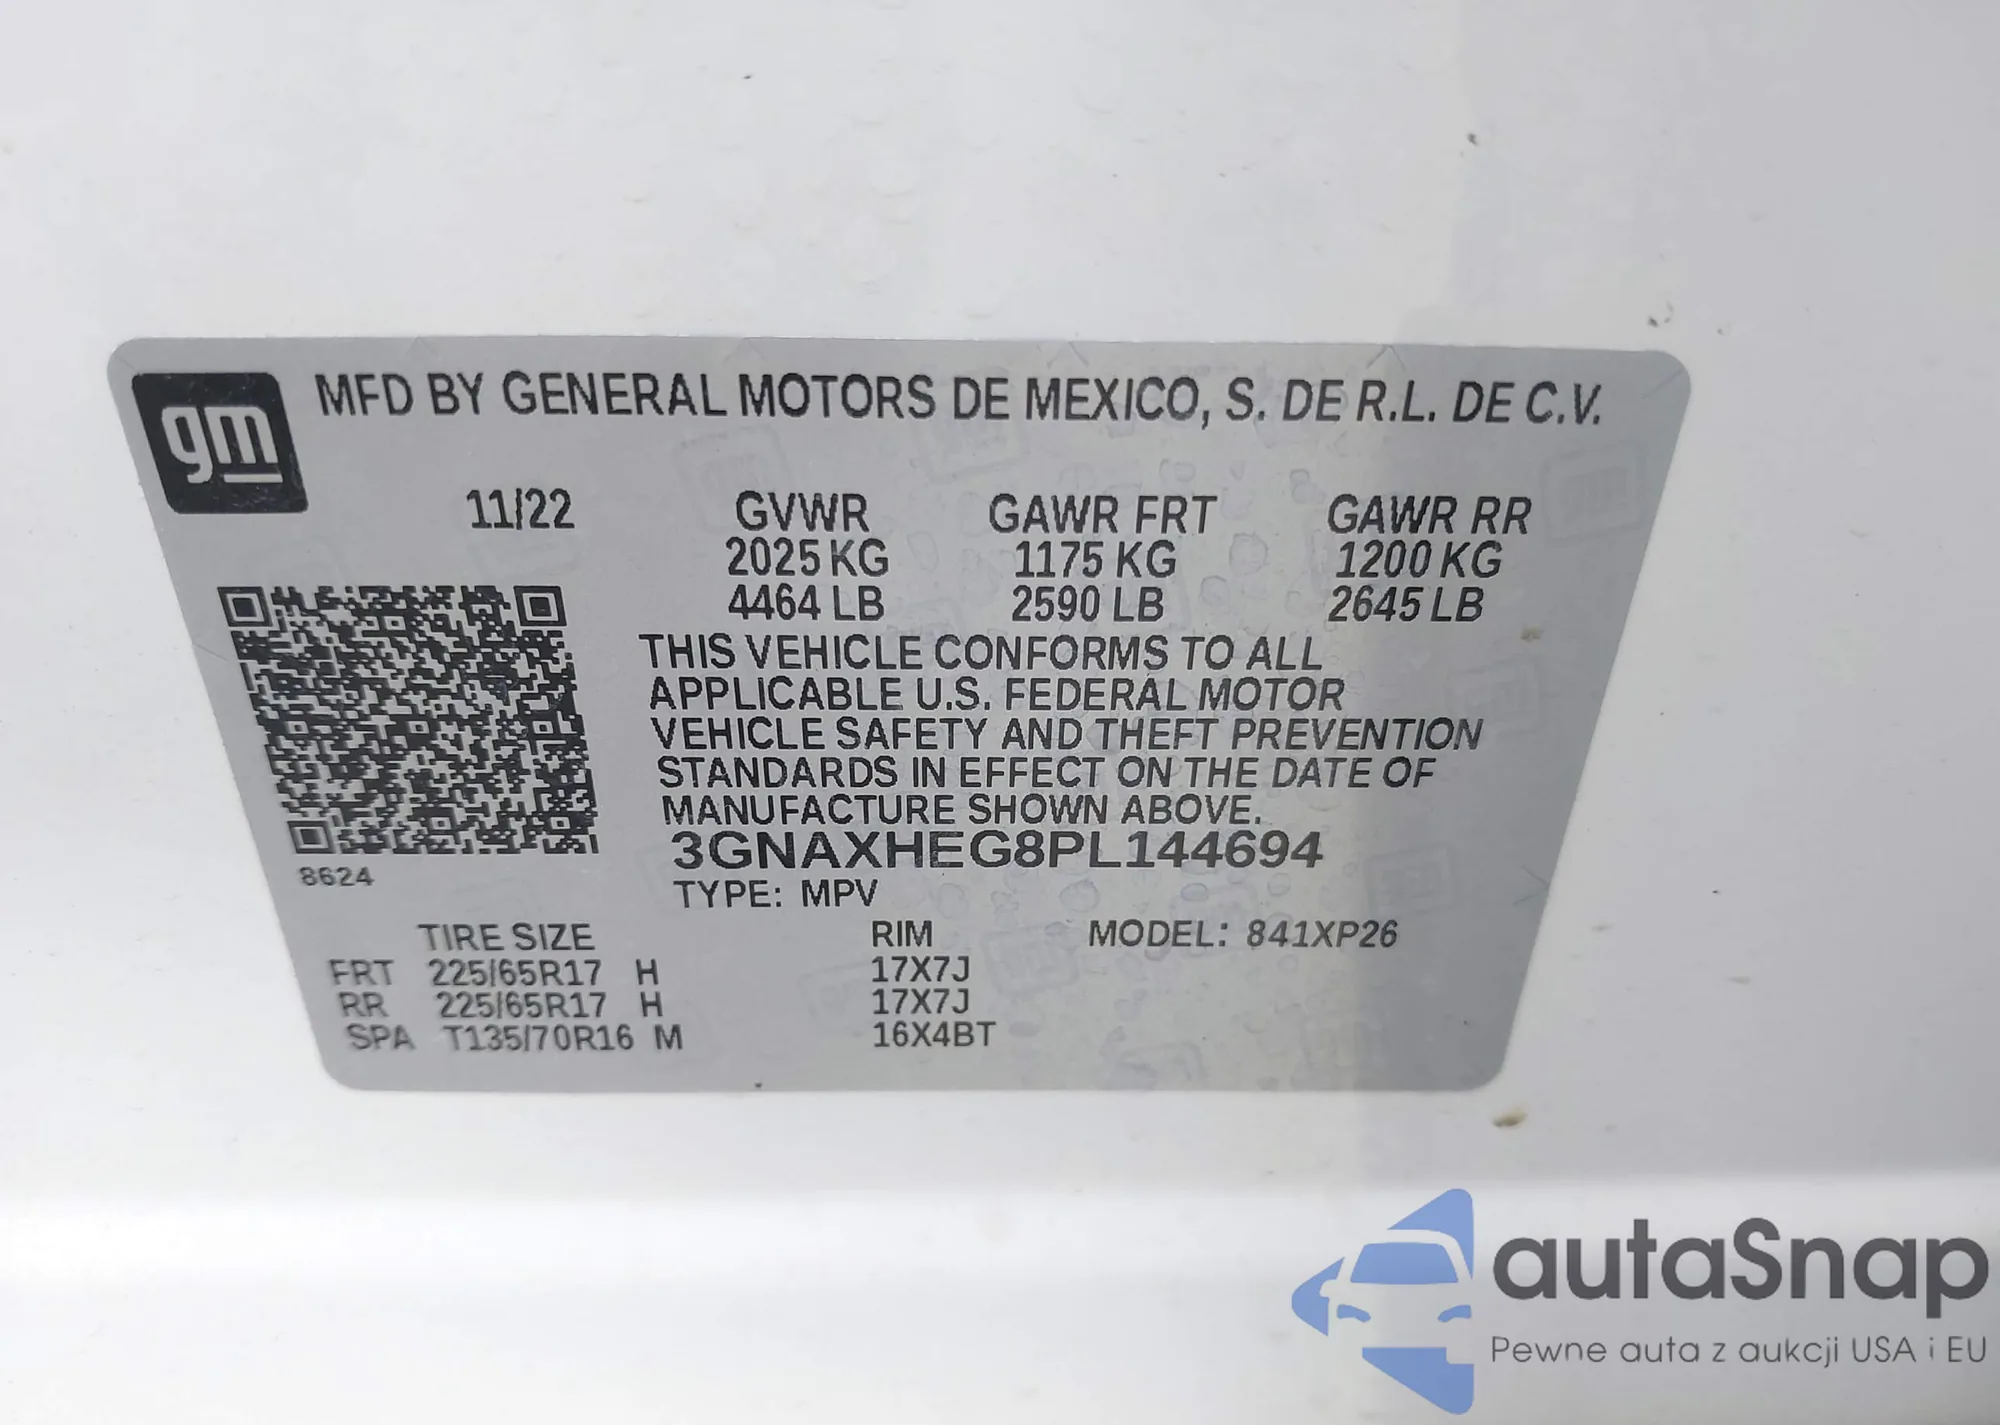 gm
MFD BY GENERAL MOTORS DE MEXICO, S. DE R.L. DE C.V.
11/22 GVWR GAWR FRT GAWR RR
2025 KG 1175 KG 1200 KG
4464 LB 2590 LB 2645 LB
THIS VEHICLE CONFORMS TO ALL
APPLICABLE U.S. FEDERAL MOTOR
VEHICLE SAFETY AND THEFT PREVENTION
STANDARDS IN EFFECT ON THE DATE OF
MANUFACTURE SHOWN ABOVE.
3GNAXHEG8PL144694
8624
TYPE: MPV
TIRE SIZE RIM MODEL: 841XP26
FRT 225/65R17 H 17X7J
RR 225/65R17 H 17X7J
SPA T135/70R16 M 16X4BT
autaSnap
Pewne auta z aukcji USA i EU